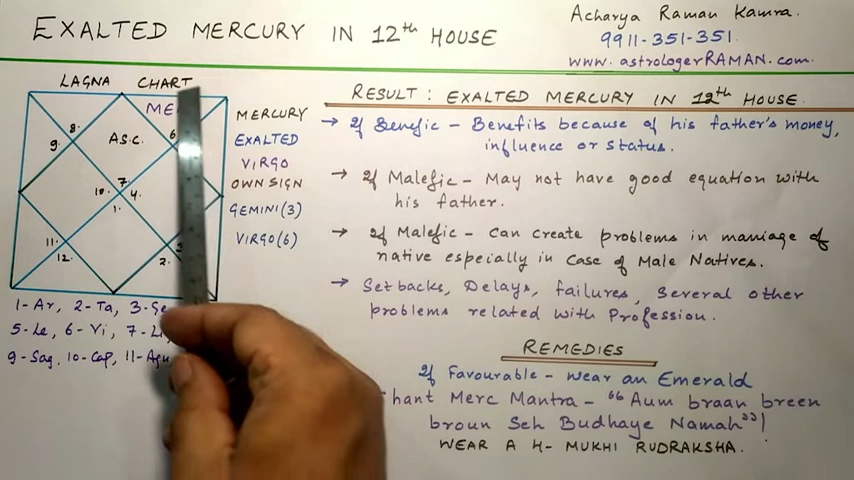 EXALTED MERCURY IN 12th HOUSE
Acharya Raman Kamra.
9911-351-351.
www.astrologerRAMAN.com.
LAGNA CHART
ME
8.
9.
ASC.
6
7.
10.
4.
1.
11.
12.
2.
MERCURY
EXALTED
VIRGO
OWN SIGN
GEMINI(3)
VIRGO(6)
1-Ar, 2-Ta, 3-Ge
5-Le, 6-Vi, 7-Li
9-Sag, 10-Cap, 11-Aqu
RESULT: EXALTED MERCURY IN 12th HOUSE.
→ If Benefic - Benefits because of his father's money,
influence or status.
→ If Malefic - May not have good equation with
his father.
→ If Malefic - Can create problems in marriage of
native especially in case of Male Natives.
→ Setbacks, Delays, failures, Several other
problems related with Profession.
REMEDIES
If Favourable - Wear an Emerald
hant Merc Mantra - "Aum braan breen
broun Seh Budhaye Namah"!
WEAR A 4-MUKHI RUDRAKSHA.